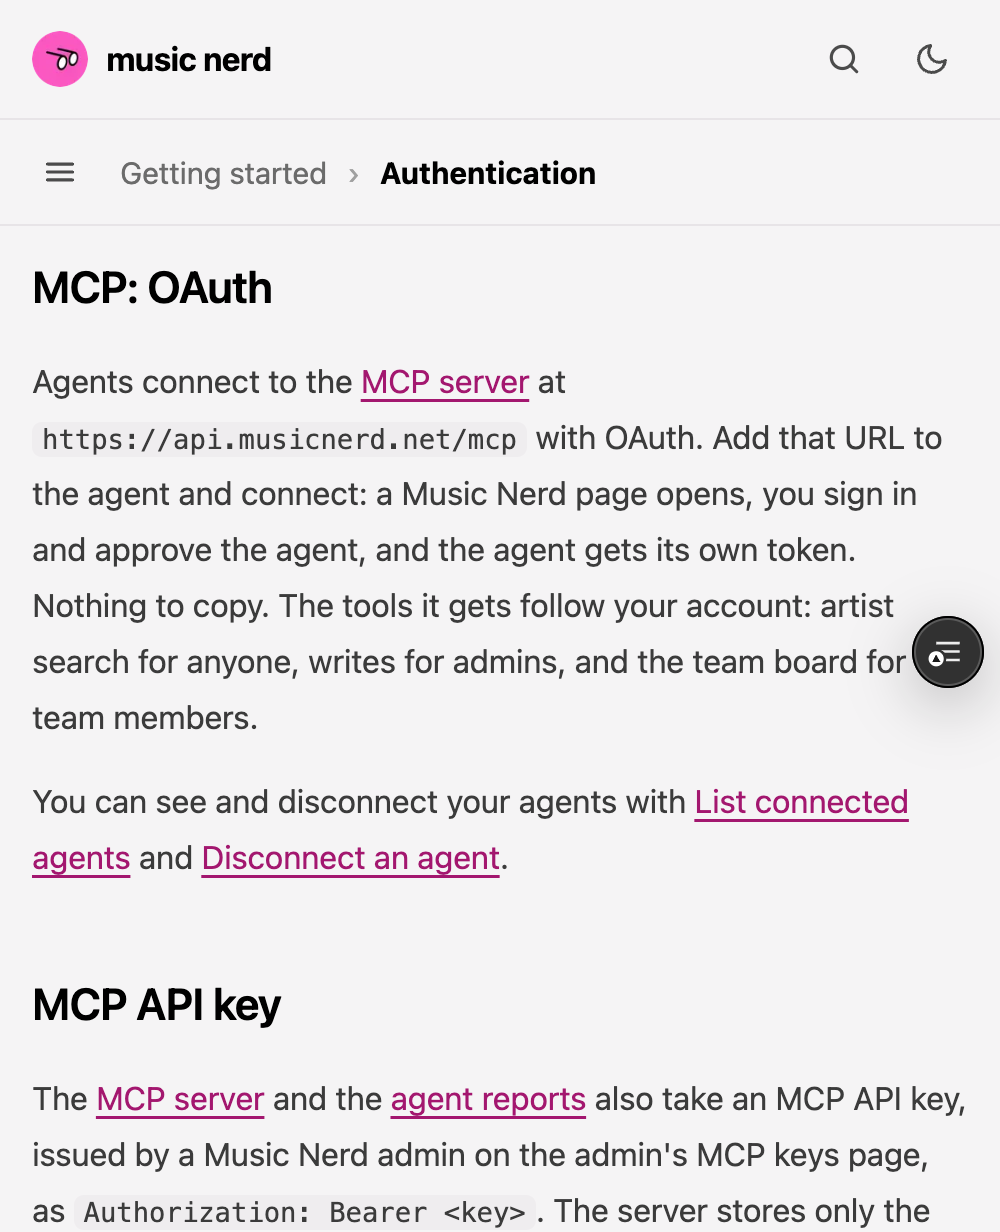 music nerd
Getting started › Authentication
MCP: OAuth
Agents connect to the MCP server at
https://api.musicnerd.net/mcp with OAuth. Add that URL to
the agent and connect: a Music Nerd page opens, you sign in
and approve the agent, and the agent gets its own token.
Nothing to copy. The tools it gets follow your account: artist
search for anyone, writes for admins, and the team board for
team members.
You can see and disconnect your agents with List connected
agents and Disconnect an agent.
MCP API key
The MCP server and the agent reports also take an MCP API key,
issued by a Music Nerd admin on the admin's MCP keys page,
as Authorization: Bearer <key>. The server stores only the